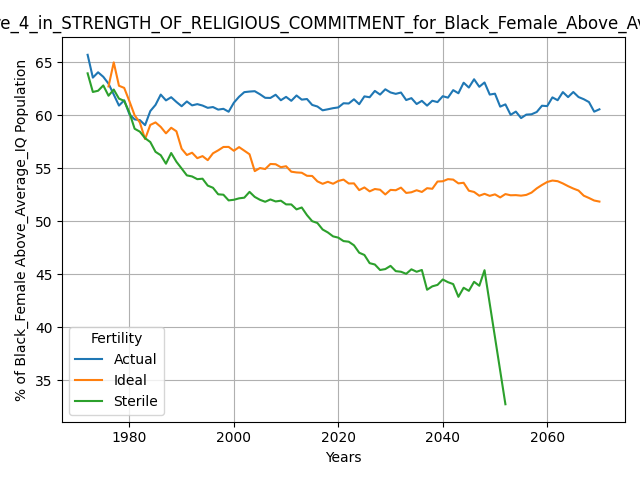 e_4_in_STRENGTH_OF_RELIGIOUS_COMMITMENT_for_Black_Female_Above_Av
% of Black_Female Above_Average_IQ Population
65
60
55
50
45
40
35
Fertility
Actual
Ideal
Sterile
1980
2000
2020
2040
2060
Years